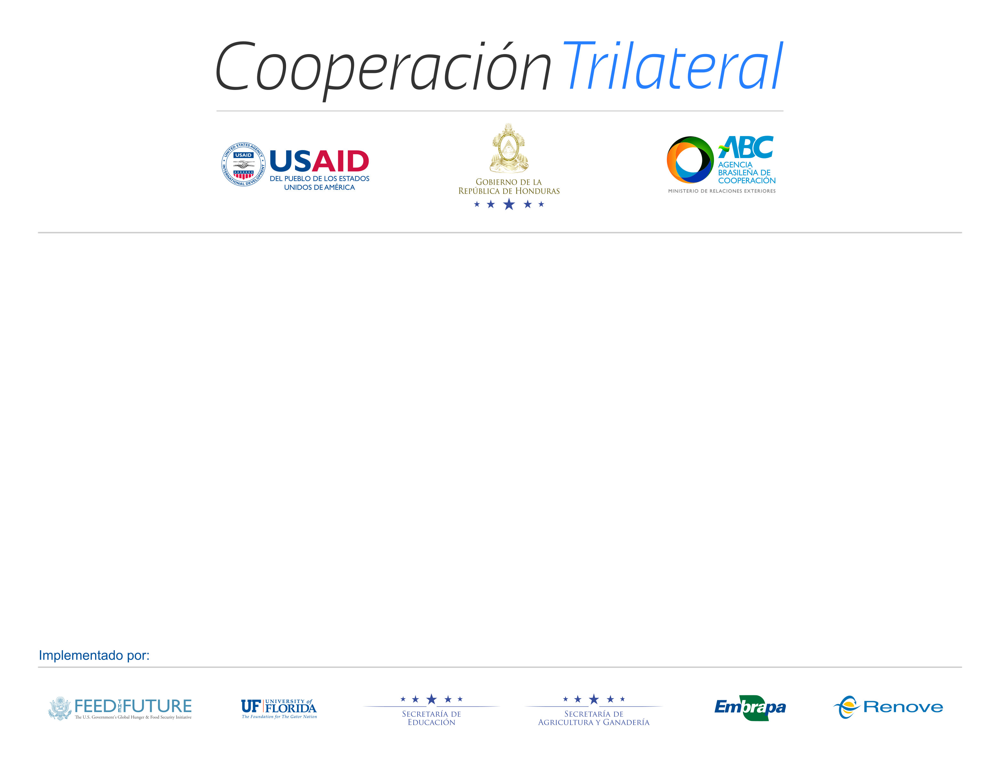 Cooperación Trilateral
UNITED STATES AGENCY
USAID
INTERNATIONAL DEVELOPMENT
USAID
DEL PUEBLO DE LOS ESTADOS
UNIDOS DE AMÉRICA
GOBIERNO DE LA
REPÚBLICA DE HONDURAS
ABC
AGENCIA
BRASILEÑA DE
COOPERACIÓN
MINISTERIO DE RELACIONES EXTERIORES
Implementado por:
FEED THE FUTURE
The U.S. Government's Global Hunger & Food Security Initiative
UF UNIVERSITY of
FLORIDA
The Foundation for The Gator Nation
SECRETARÍA DE
EDUCACIÓN
SECRETARÍA DE
AGRICULTURA Y GANADERÍA
Embrapa
Renove